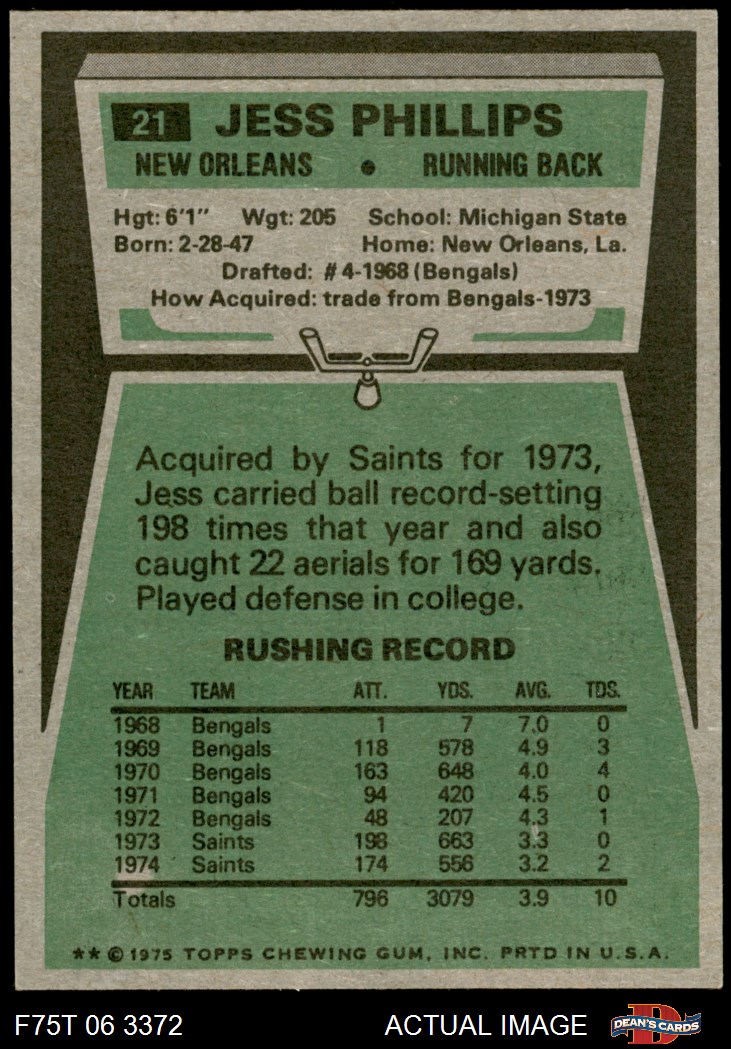 21 JESS PHILLIPS
NEW ORLEANS • RUNNING BACK
Hgt: 6'1" Wgt: 205 School: Michigan State
Born: 2-28-47 Home: New Orleans, La.
Drafted: #4-1968 (Bengals)
How Acquired: trade from Bengals-1973
Acquired by Saints for 1973,
Jess carried ball record-setting
198 times that year and also
caught 22 aerials for 169 yards.
Played defense in college.
RUSHING RECORD
YEAR TEAM ATT. YDS. AVG. TDS.
1968 Bengals 1 7 7.0 0
1969 Bengals 118 578 4.9 3
1970 Bengals 163 648 4.0 4
1971 Bengals 94 420 4.5 0
1972 Bengals 48 207 4.3 1
1973 Saints 198 663 3.3 0
1974 Saints 174 556 3.2 2
Totals 796 3079 3.9 10
** © 1975 TOPPS CHEWING GUM, INC. PRTD IN U.S.A.
F75T 06 3372 ACTUAL IMAGE D DEAN'S CARDS